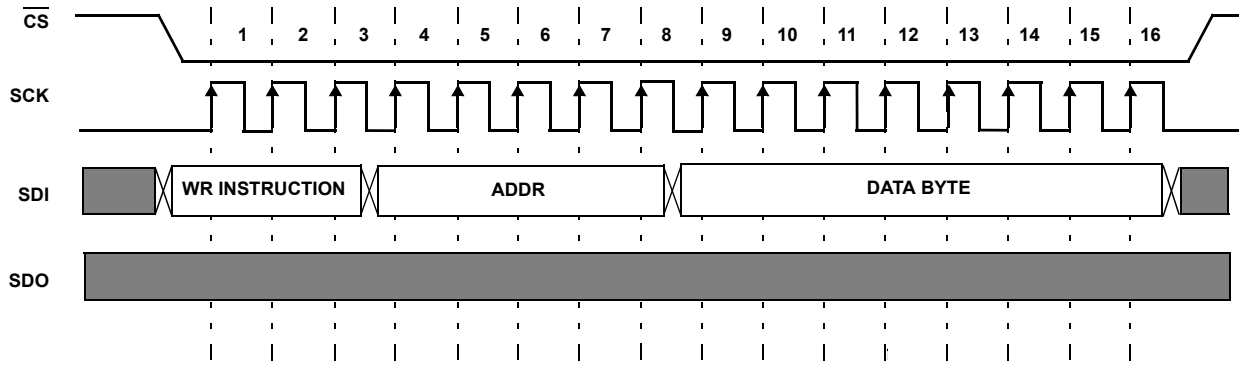 CS
1 2 3 4 5 6 7 8 9 10 11 12 13 14 15 16
SCK
SDI WR INSTRUCTION ADDR DATA BYTE
SDO